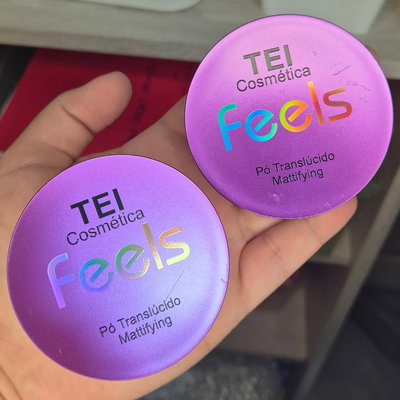 TEI
Cosmética
Feels
Pó Translúcido
Mattifying
TEI
Cosmética
Feels
Pó Translúcido
Mattifying